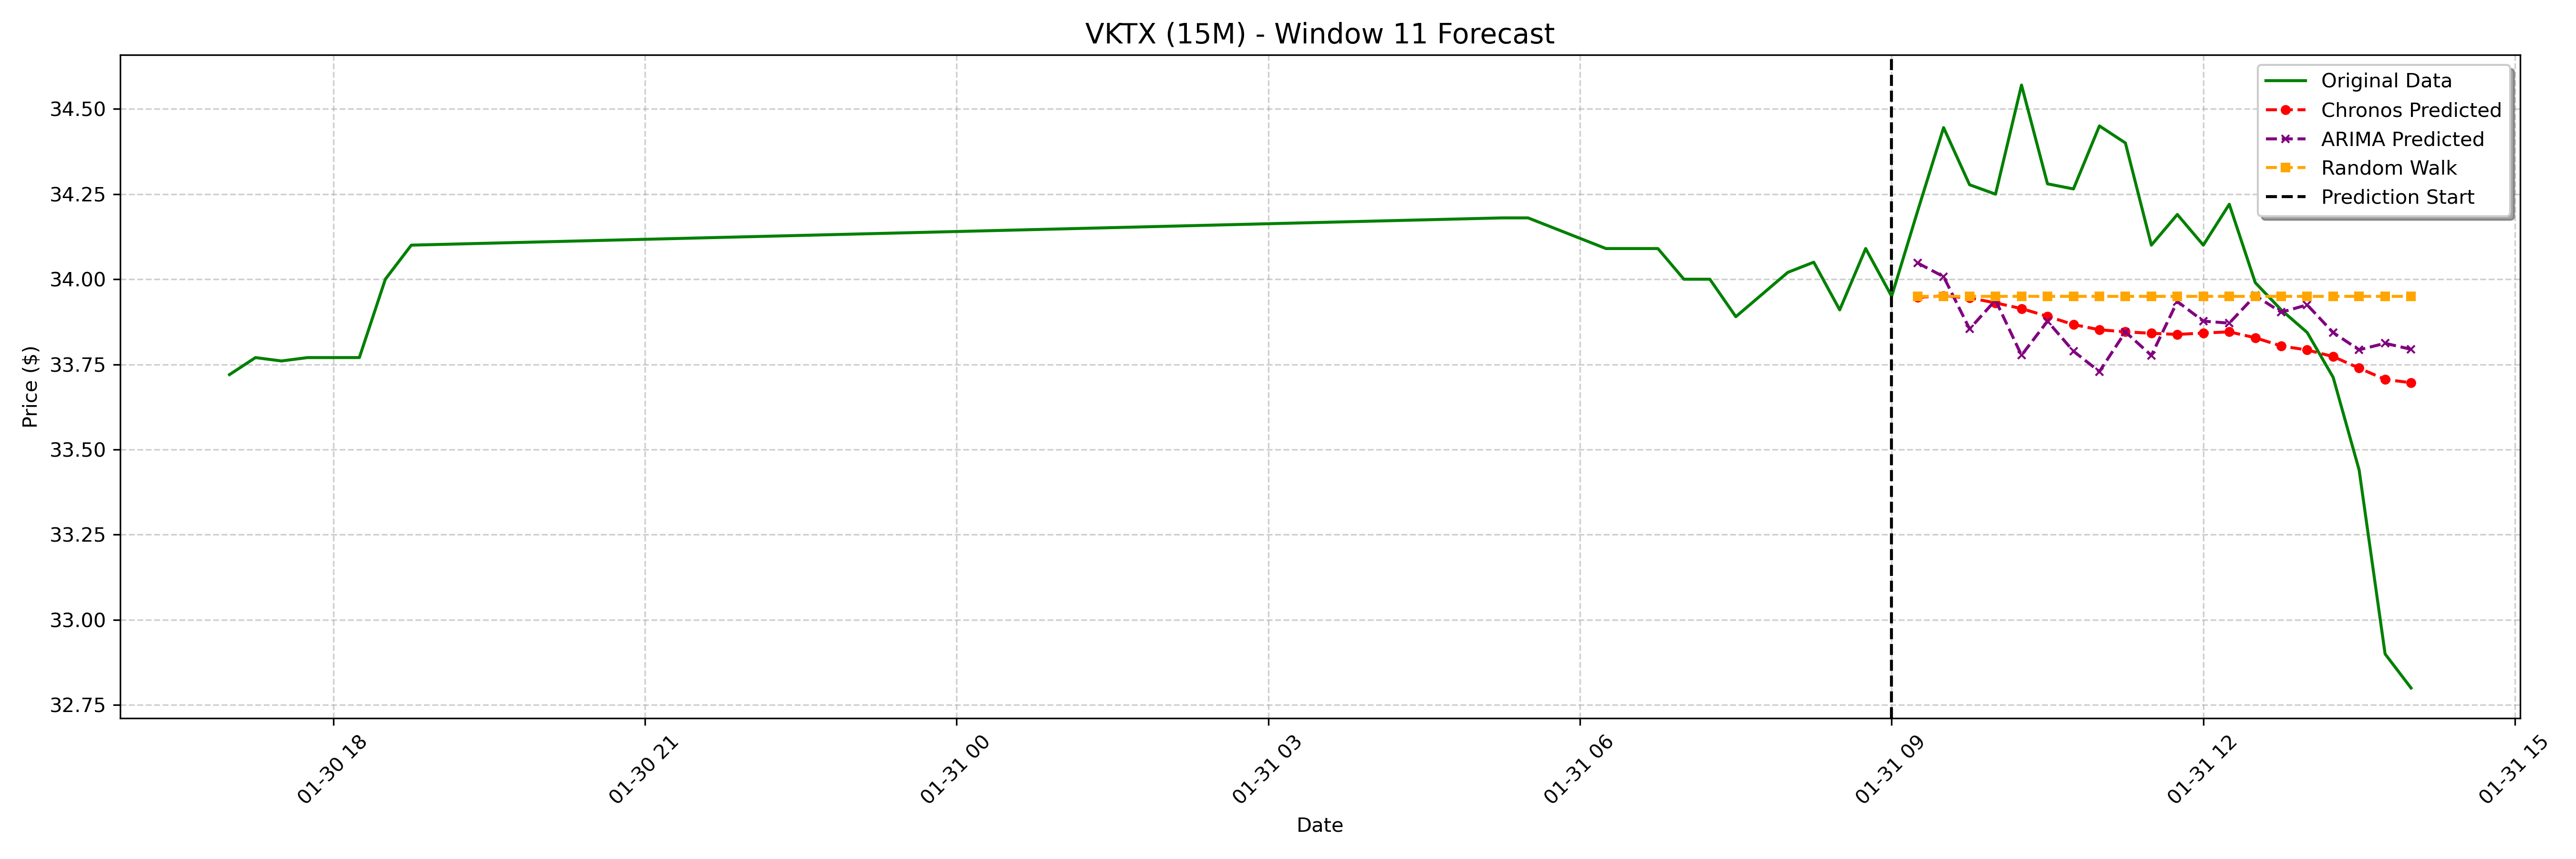 VKTX (15M) - Window 11 Forecast
Original Data
Chronos Predicted
ARIMA Predicted
Random Walk
Prediction Start
Price ($)
34.50
34.25
34.00
33.75
33.50
33.25
33.00
32.75
01-30 18
01-30 21
01-31 00
01-31 03
01-31 06
01-31 09
01-31 12
01-31 15
Date